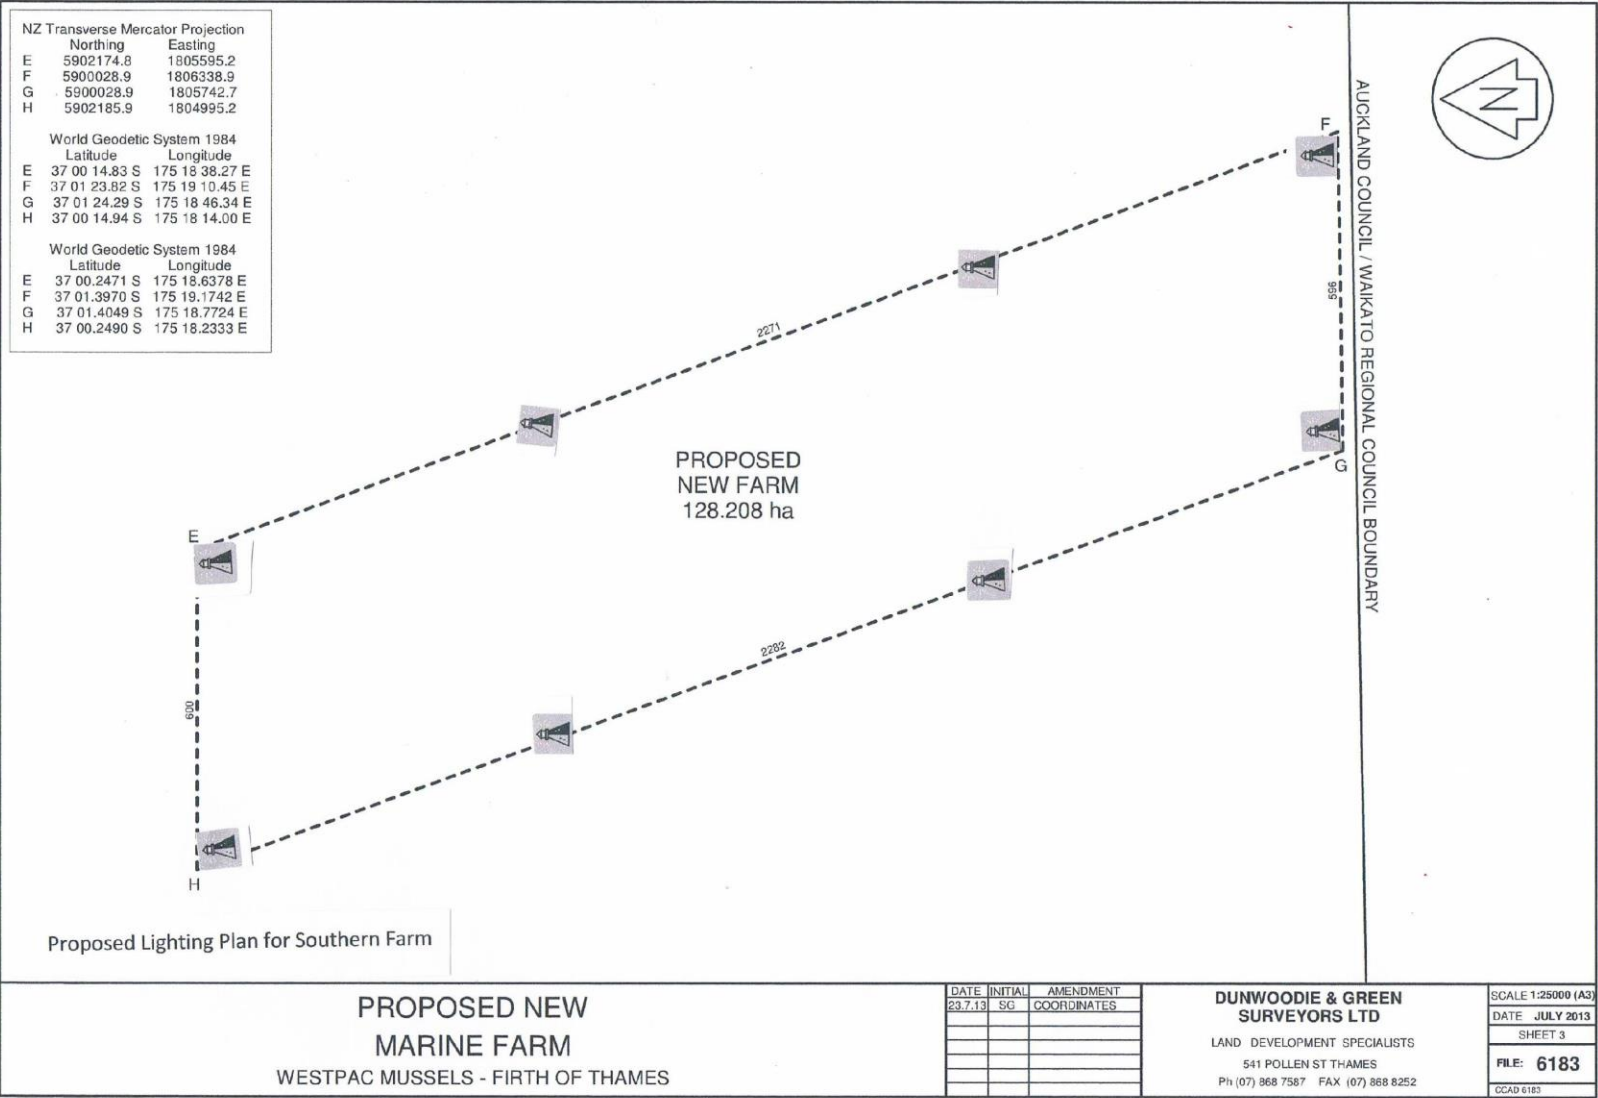 NZ Transverse Mercator Projection
Northing Easting
E 5902174.8 1805595.2
F 5900028.9 1806338.9
G 5900028.9 1805742.7
H 5902185.9 1804995.2
World Geodetic System 1984
Latitude Longitude
E 37 00 14.83 S 175 18 38.27 E
F 37 01 23.82 S 175 19 10.45 E
G 37 01 24.29 S 175 18 46.34 E
H 37 00 14.94 S 175 18 14.00 E
World Geodetic System 1984
Latitude Longitude
E 37 00.2471 S 175 18.6378 E
F 37 01.3970 S 175 19.1742 E
G 37 01.4049 S 175 18.7724 E
H 37 00.2490 S 175 18.2333 E
N
F
AUCKLAND COUNCIL / WAIKATO REGIONAL COUNCIL BOUNDARY
596
2271
G
PROPOSED
NEW FARM
128.208 ha
E
2282
600
H
Proposed Lighting Plan for Southern Farm
PROPOSED NEW
MARINE FARM
WESTPAC MUSSELS - FIRTH OF THAMES
DATE INITIAL AMENDMENT
23.7.13 SG COORDINATES
DUNWOODIE & GREEN
SURVEYORS LTD
LAND DEVELOPMENT SPECIALISTS
541 POLLEN ST THAMES
Ph (07) 868 7587 FAX (07) 868 8252
SCALE 1:25000 (A3)
DATE JULY 2013
SHEET 3
FILE: 6183
CCAD 6183